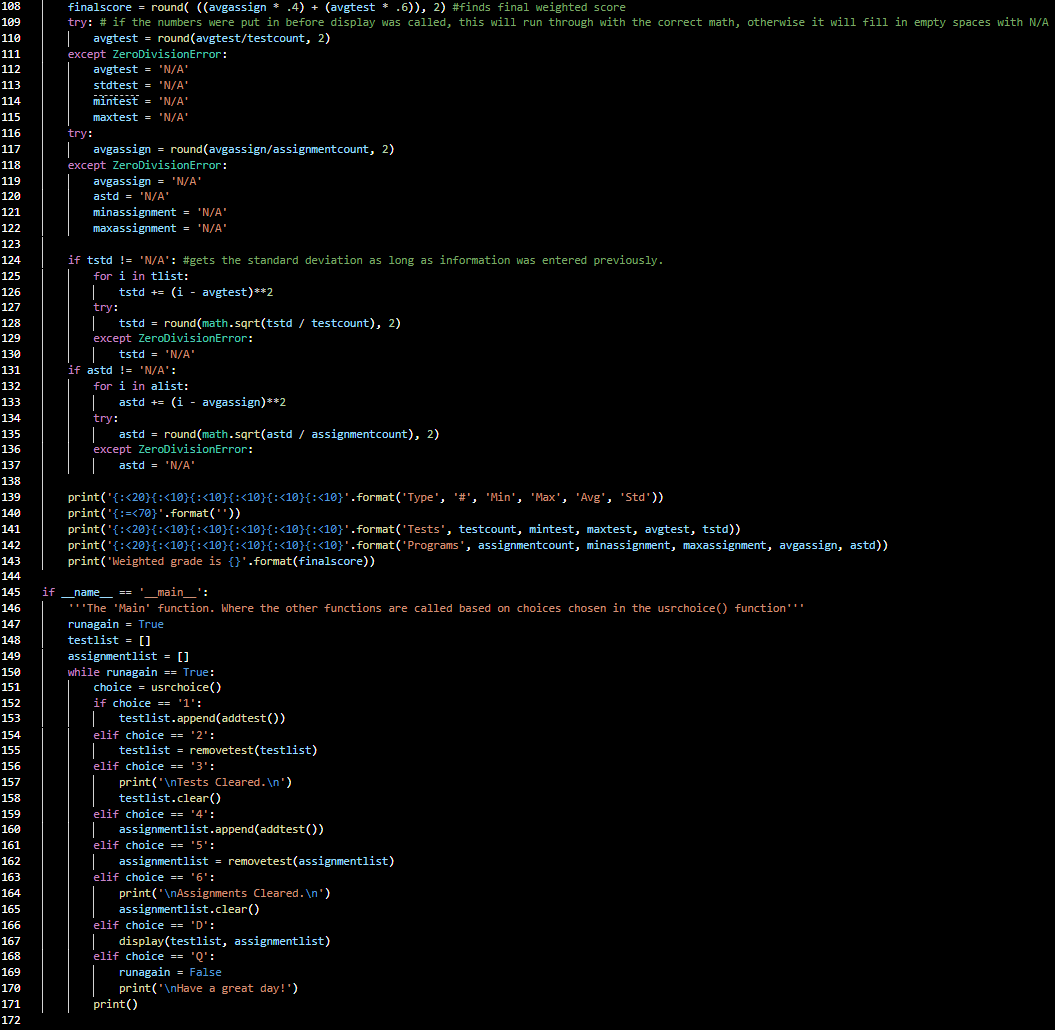 108 finalscore = round( ((avgassign * .4) + (avgtest * .6)), 2) #finds final weighted score
109 try: # if the numbers were put in before display was called, this will run through with the correct math, otherwise it will fill in empty spaces with N/A
110 avgtest = round(avgtest/testcount, 2)
111 except ZeroDivisionError:
112 avgtest = 'N/A'
113 stdtest = 'N/A'
114 mintest = 'N/A'
115 maxtest = 'N/A'
116 try:
117 avgassign = round(avgassign/assignmentcount, 2)
118 except ZeroDivisionError:
119 avgassign = 'N/A'
120 astd = 'N/A'
121 minassignment = 'N/A'
122 maxassignment = 'N/A'
123
124 if tstd != 'N/A': #gets the standard deviation as long as information was entered previously.
125 for i in tlist:
126 tstd += (i - avgtest)**2
127 try:
128 tstd = round(math.sqrt(tstd / testcount), 2)
129 except ZeroDivisionError:
130 tstd = 'N/A'
131 if astd != 'N/A':
132 for i in alist:
133 astd += (i - avgassign)**2
134 try:
135 astd = round(math.sqrt(astd / assignmentcount), 2)
136 except ZeroDivisionError:
137 astd = 'N/A'
138
139 print('{:<20}{:<10}{:<10}{:<10}{:<10}{:<10}'.format('Type', '#', 'Min', 'Max', 'Avg', 'Std'))
140 print('{:=<70}'.format(''))
141 print('{:<20}{:<10}{:<10}{:<10}{:<10}{:<10}'.format('Tests', testcount, mintest, maxtest, avgtest, tstd))
142 print('{:<20}{:<10}{:<10}{:<10}{:<10}{:<10}'.format('Programs', assignmentcount, minassignment, maxassignment, avgassign, astd))
143 print('Weighted grade is {}'.format(finalscore))
144
145 if __name__ == '__main__':
146 '''The 'Main' function. Where the other functions are called based on choices chosen in the usrchoice() function'''
147 runagain = True
148 testlist = []
149 assignmentlist = []
150 while runagain == True:
151 choice = usrchoice()
152 if choice == '1':
153 testlist.append(addtest())
154 elif choice == '2':
155 testlist = removetest(testlist)
156 elif choice == '3':
157 print('\nTests Cleared.\n')
158 testlist.clear()
159 elif choice == '4':
160 assignmentlist.append(addtest())
161 elif choice == '5':
162 assignmentlist = removetest(assignmentlist)
163 elif choice == '6':
164 print('\nAssignments Cleared.\n')
165 assignmentlist.clear()
166 elif choice == 'D':
167 display(testlist, assignmentlist)
168 elif choice == 'Q':
169 runagain = False
170 print('\nHave a great day!')
171 print()
172